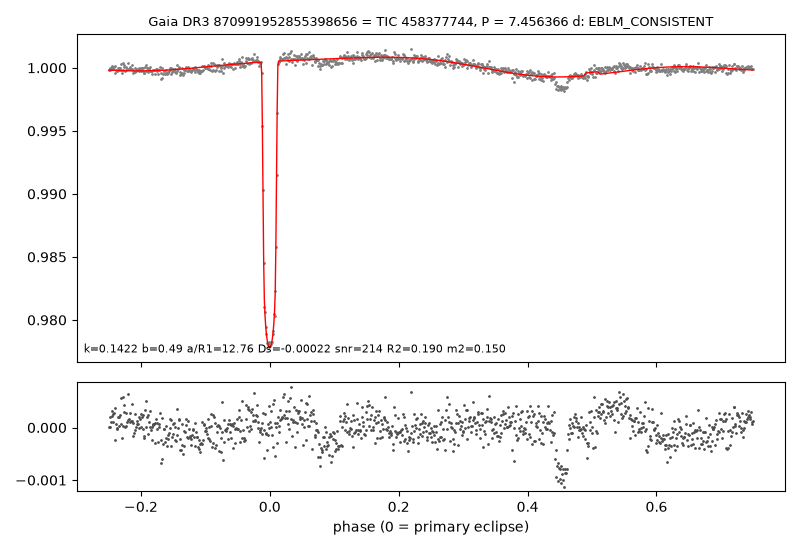 Gaia DR3 870991952855398656 = TIC 458377744, P = 7.456366 d: EBLM_CONSISTENT
1.000
0.995
0.990
0.985
0.980
k=0.1422 b=0.49 a/R1=12.76 Ds=-0.00022 snr=214 R2=0.190 m2=0.150
0.000
−0.001
−0.2 0.0 0.2 0.4 0.6
phase (0 = primary eclipse)